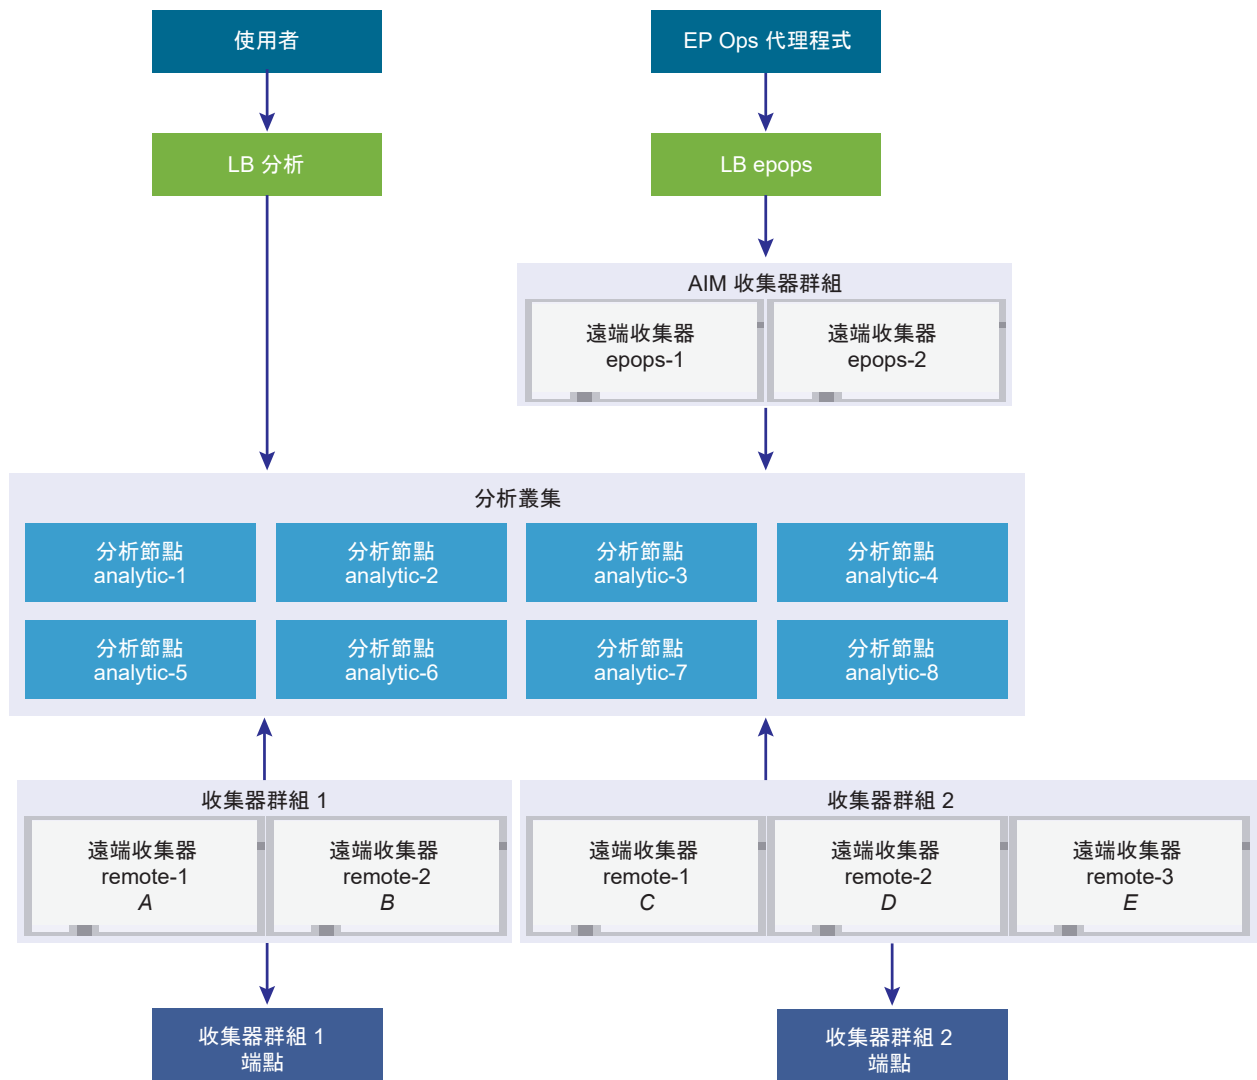 使用者
EP Ops 代理程式
LB 分析
LB epops
AIM 收集器群組
遠端收集器
epops-1
遠端收集器
epops-2
分析叢集
分析節點
analytic-1
分析節點
analytic-2
分析節點
analytic-3
分析節點
analytic-4
分析節點
analytic-5
分析節點
analytic-6
分析節點
analytic-7
分析節點
analytic-8
收集器群組 1
遠端收集器
remote-1
A
遠端收集器
remote-2
B
收集器群組 2
遠端收集器
remote-1
C
遠端收集器
remote-2
D
遠端收集器
remote-3
E
收集器群組 1
端點
收集器群組 2
端點